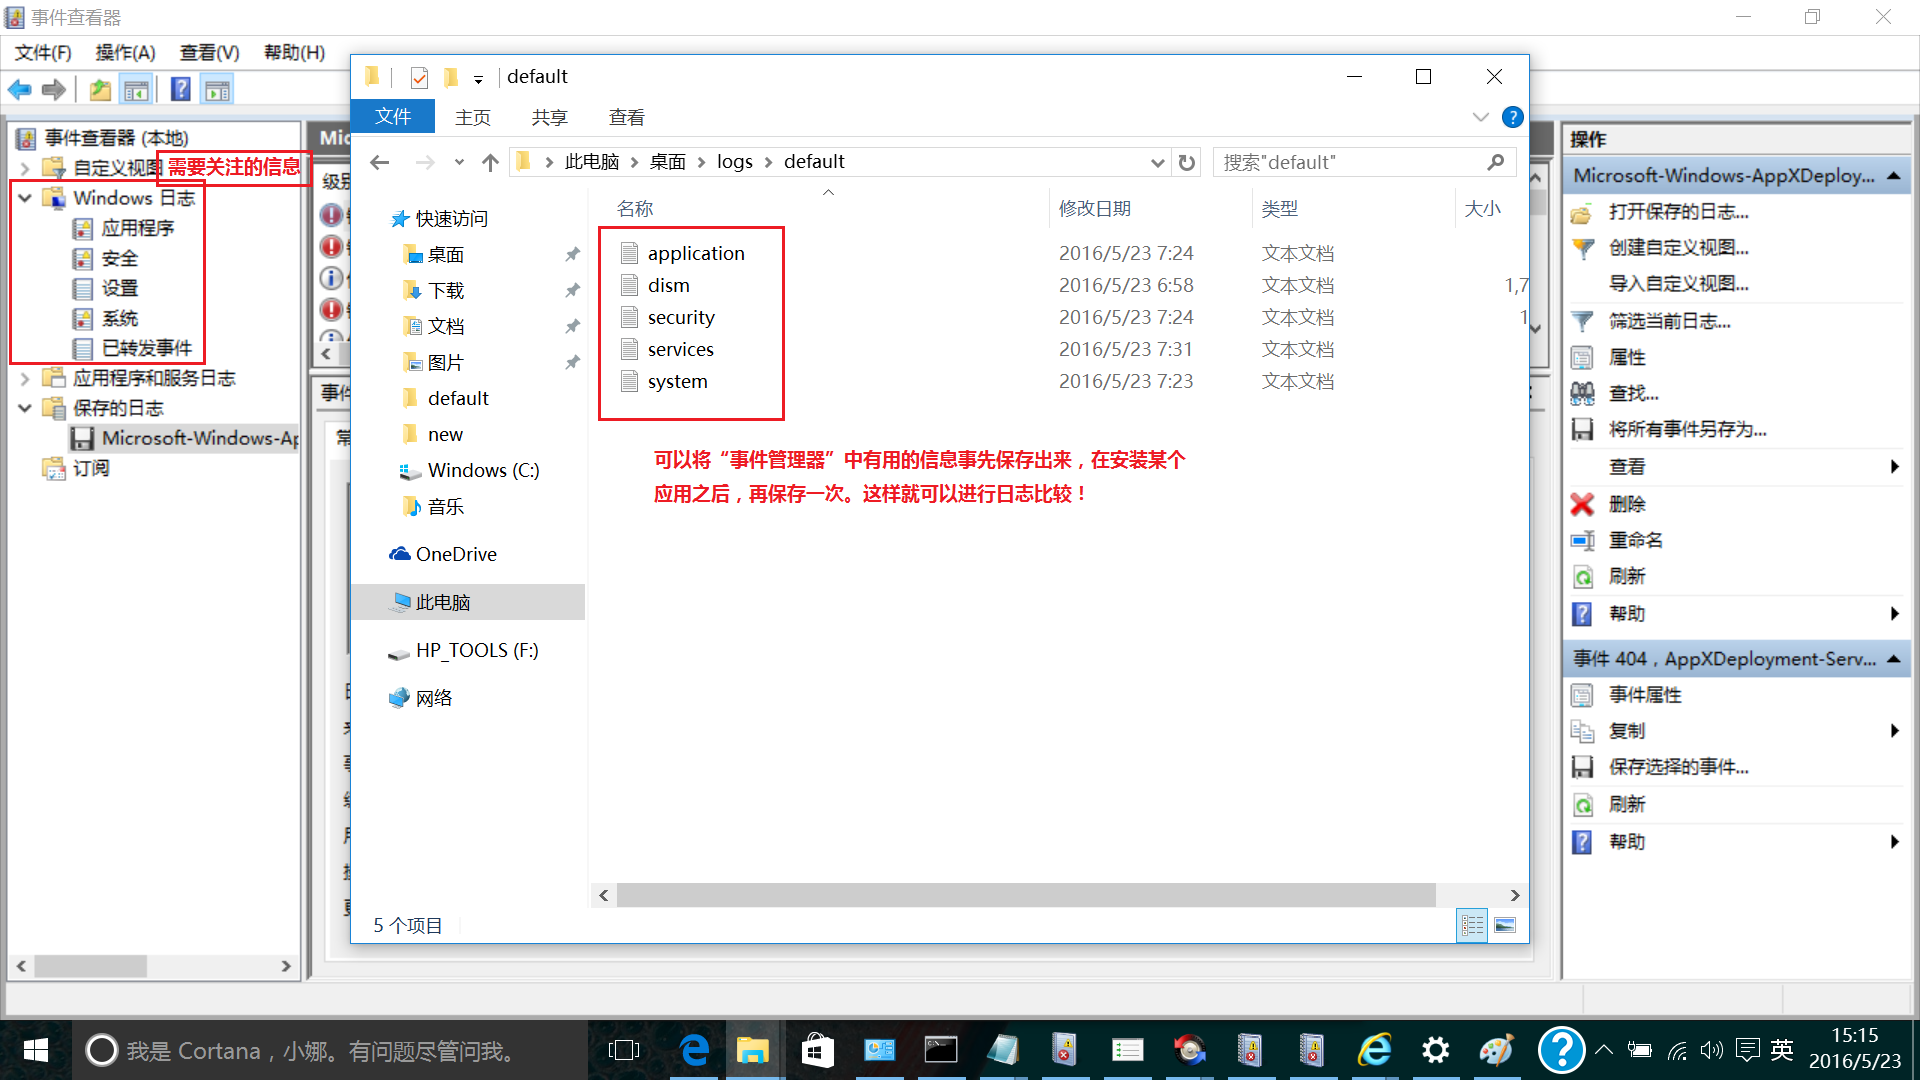 事件查看器
文件(F) 操作(A) 查看(V) 帮助(H)
事件查看器 (本地)
自定义视图
需要关注的信息
Windows 日志
应用程序
安全
设置
系统
已转发事件
应用程序和服务日志
保存的日志
Microsoft-Windows-Ap
订阅
Mic
级别
事件
default
文件 主页 共享 查看
此电脑 桌面 logs default
搜索"default"
快速访问
桌面
下载
文档
图片
default
new
Windows (C:)
音乐
OneDrive
此电脑
HP_TOOLS (F:)
网络
名称 修改日期 类型 大小
application 2016/5/23 7:24 文本文档
dism 2016/5/23 6:58 文本文档 1,7
security 2016/5/23 7:24 文本文档 1
services 2016/5/23 7:31 文本文档
system 2016/5/23 7:23 文本文档
可以将“事件管理器”中有用的信息事先保存出来，在安装某个
应用之后，再保存一次。这样就可以进行日志比较！
5 个项目
操作
Microsoft-Windows-AppXDeploy...
打开保存的日志...
创建自定义视图...
导入自定义视图...
筛选当前日志...
属性
查找...
将所有事件另存为...
查看
删除
重命名
刷新
帮助
事件 404，AppXDeployment-Serv...
事件属性
复制
保存选择的事件...
刷新
帮助
我是 Cortana，小娜。有问题尽管问我。
英
15:15
2016/5/23